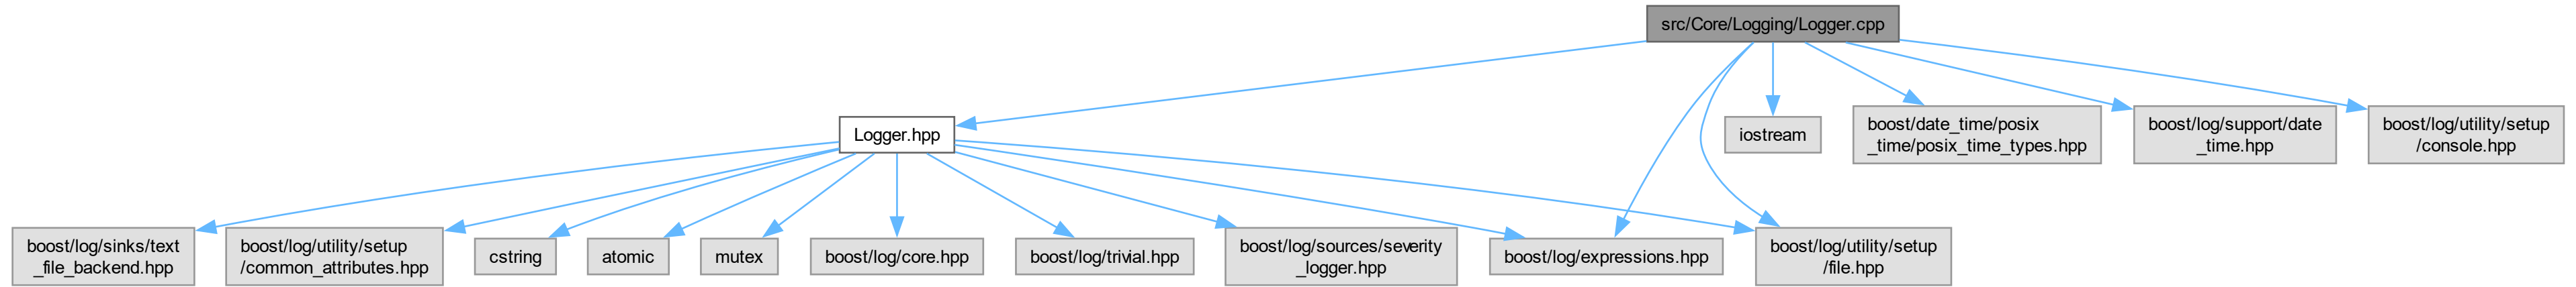 src/Core/Logging/Logger.cpp
Logger.hpp
iostream
boost/date_time/posix
_time/posix_time_types.hpp
boost/log/support/date
_time.hpp
boost/log/utility/setup
/console.hpp
boost/log/sinks/text
_file_backend.hpp
boost/log/utility/setup
/common_attributes.hpp
cstring
atomic
mutex
boost/log/core.hpp
boost/log/trivial.hpp
boost/log/sources/severity
_logger.hpp
boost/log/expressions.hpp
boost/log/utility/setup
/file.hpp